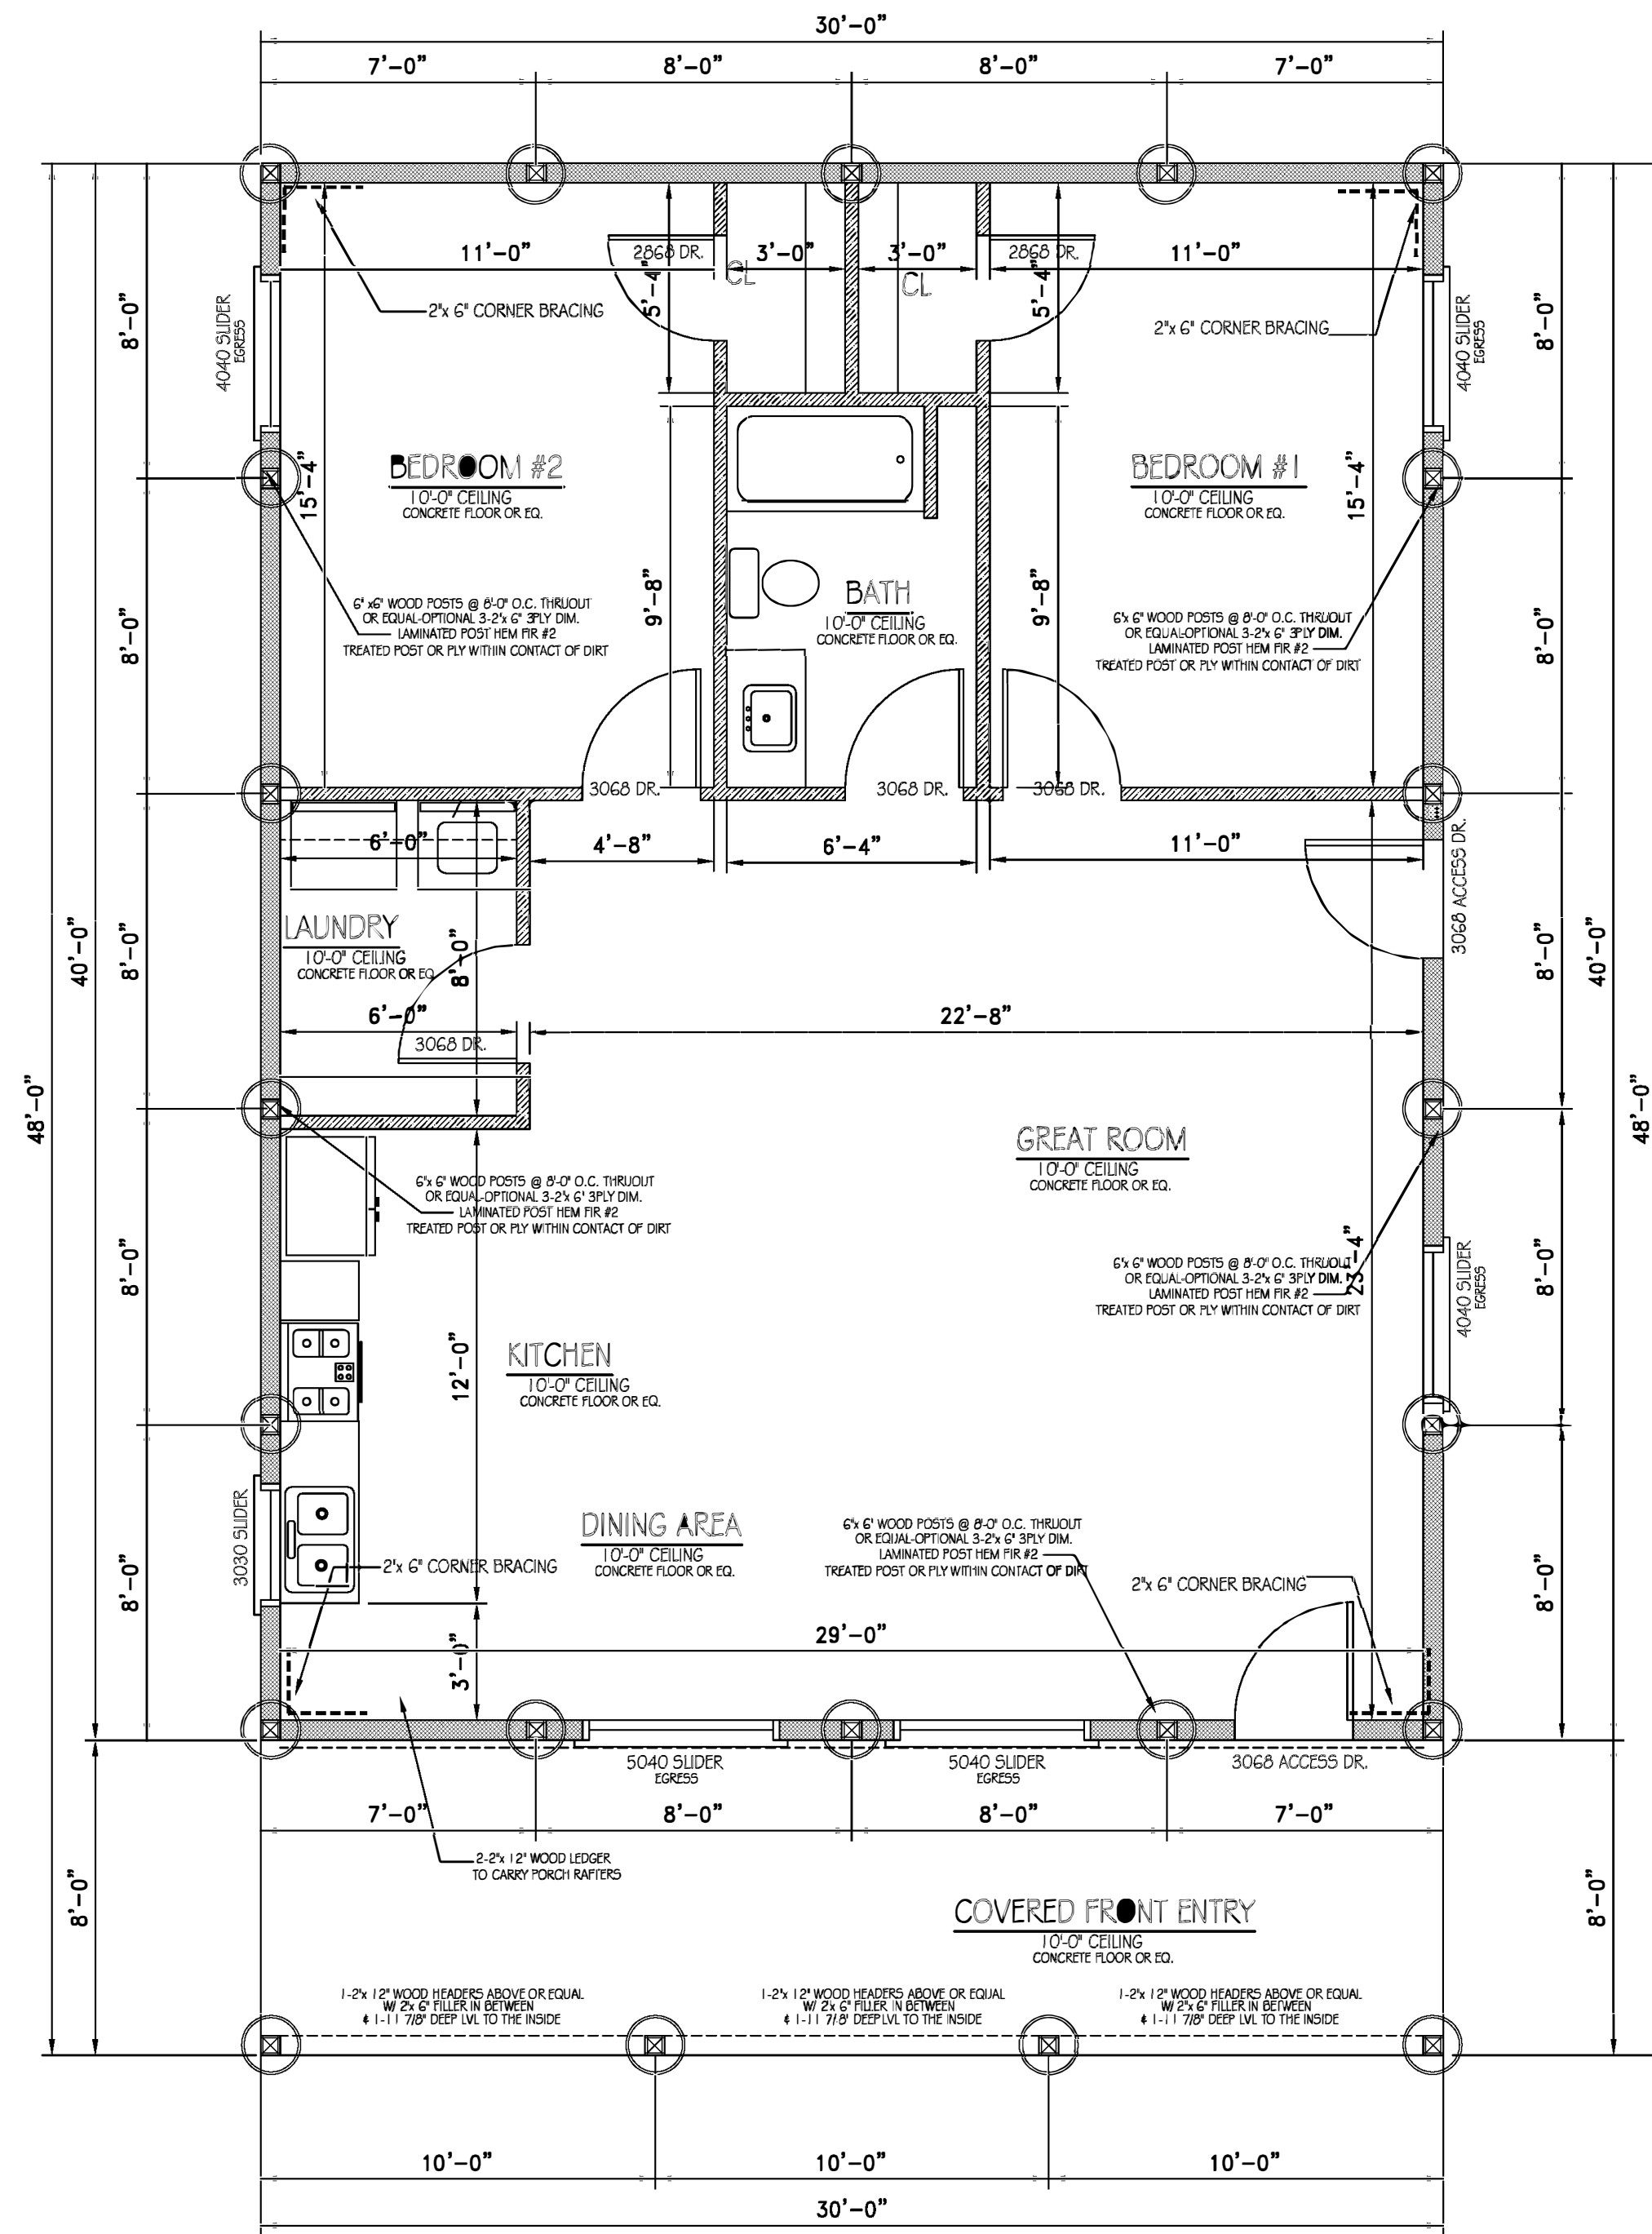 30'-0"
7'-0" 8'-0" 8'-0" 7'-0"
11'-0" 2868 DR. 3'-0" 3'-0" 2868 DR. 11'-0"
CL CL
5'-4" 5'-4"
2"x 6" CORNER BRACING
2"x 6" CORNER BRACING
4040 SLIDER
EGRESS
4040 SLIDER
EGRESS
8'-0" 8'-0"
15'-4" 15'-4"
BEDROOM #2
10'-0" CEILING
CONCRETE FLOOR OR EQ.
BEDROOM #1
10'-0" CEILING
CONCRETE FLOOR OR EQ.
9'-8" 9'-8"
BATH
10'-0" CEILING
CONCRETE FLOOR OR EQ.
6" x6" WOOD POSTS @ 8'-0" O.C. THRUOUT
OR EQUAL-OPTIONAL 3-2"x 6" 3PLY DIM.
LAMINATED POST HEM FIR #2
TREATED POST OR PLY WITHIN CONTACT OF DIRT
6"x 6" WOOD POSTS @ 8'-0" O.C. THRUOUT
OR EQUAL-OPTIONAL 3-2"x 6" 3PLY DIM.
LAMINATED POST HEM FIR #2
TREATED POST OR PLY WITHIN CONTACT OF DIRT
8'-0" 8'-0"
3068 DR. 3068 DR. 3068 DR.
6'-0" 4'-8" 6'-4" 11'-0"
3068 ACCESS DR.
LAUNDRY
10'-0" CEILING
CONCRETE FLOOR OR EQ.
8'-0"
40'-0" 8'-0" 8'-0" 40'-0"
6'-0" 22'-8"
3068 DR.
48'-0" 48'-0"
GREAT ROOM
10'-0" CEILING
CONCRETE FLOOR OR EQ.
6"x 6" WOOD POSTS @ 8'-0" O.C. THRUOUT
OR EQUAL-OPTIONAL 3-2"x 6" 3PLY DIM.
LAMINATED POST HEM FIR #2
TREATED POST OR PLY WITHIN CONTACT OF DIRT
6"x 6" WOOD POSTS @ 8'-0" O.C. THRUOUT
OR EQUAL-OPTIONAL 3-2"x 6" 3PLY DIM.
LAMINATED POST HEM FIR #2
TREATED POST OR PLY WITHIN CONTACT OF DIRT
23'-4"
8'-0" 8'-0"
4040 SLIDER
EGRESS
KITCHEN
10'-0" CEILING
CONCRETE FLOOR OR EQ.
12'-0"
DINING AREA
10'-0" CEILING
CONCRETE FLOOR OR EQ.
6"x 6" WOOD POSTS @ 8'-0" O.C. THRUOUT
OR EQUAL-OPTIONAL 3-2"x 6" 3PLY DIM.
LAMINATED POST HEM FIR #2
TREATED POST OR PLY WITHIN CONTACT OF DIRT
3030 SLIDER
2"x 6" CORNER BRACING
2"x 6" CORNER BRACING
8'-0" 8'-0"
29'-0"
3'-0"
5040 SLIDER
EGRESS
5040 SLIDER
EGRESS
3068 ACCESS DR.
7'-0" 8'-0" 8'-0" 7'-0"
2-2"x 12" WOOD LEDGER
TO CARRY PORCH RAFTERS
8'-0" 8'-0"
COVERED FRONT ENTRY
10'-0" CEILING
CONCRETE FLOOR OR EQ.
1-2"x 12" WOOD HEADERS ABOVE OR EQUAL
W/ 2"x 6" FILLER IN BETWEEN
& 1-11 7/8" DEEP LVL TO THE INSIDE
1-2"x 12" WOOD HEADERS ABOVE OR EQUAL
W/ 2"x 6" FILLER IN BETWEEN
& 1-11 7/8" DEEP LVL TO THE INSIDE
1-2"x 12" WOOD HEADERS ABOVE OR EQUAL
W/ 2"x 6" FILLER IN BETWEEN
& 1-11 7/8" DEEP LVL TO THE INSIDE
10'-0" 10'-0" 10'-0"
30'-0"